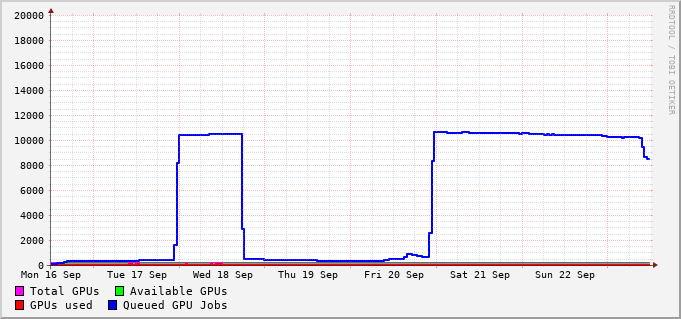 20000
18000
16000
14000
12000
10000
8000
6000
4000
2000
0
Mon 16 Sep Tue 17 Sep Wed 18 Sep Thu 19 Sep Fri 20 Sep Sat 21 Sep Sun 22 Sep
Total GPUs Available GPUs
GPUs used Queued GPU Jobs
RRDTOOL / TOBI OETIKER